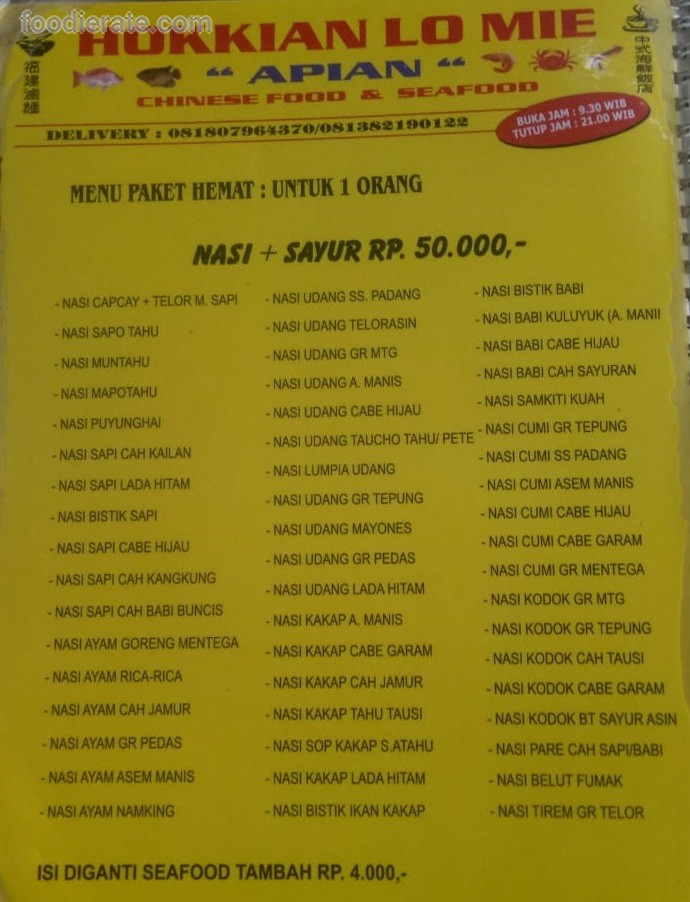 foodierate.com
HOKKIAN LO MIE
福建滷麵
中式海鮮飯店
“ APIAN “
CHINESE FOOD & SEAFOOD
DELIVERY : 081807964370/081382190122
BUKA JAM : 9.30 WIB
TUTUP JAM : 21.00 WIB
MENU PAKET HEMAT : UNTUK 1 ORANG
NASI + SAYUR RP. 50.000,-
- NASI CAPCAY + TELOR M. SAPI
- NASI SAPO TAHU
- NASI MUNTAHU
- NASI MAPOTAHU
- NASI PUYUNGHAI
- NASI SAPI CAH KAILAN
- NASI SAPI LADA HITAM
- NASI BISTIK SAPI
- NASI SAPI CABE HIJAU
- NASI SAPI CAH KANGKUNG
- NASI SAPI CAH BABI BUNCIS
- NASI AYAM GORENG MENTEGA
- NASI AYAM RICA-RICA
- NASI AYAM CAH JAMUR
- NASI AYAM GR PEDAS
- NASI AYAM ASEM MANIS
- NASI AYAM NAMKING
- NASI UDANG SS. PADANG
- NASI UDANG TELORASIN
- NASI UDANG GR MTG
- NASI UDANG A. MANIS
- NASI UDANG CABE HIJAU
- NASI UDANG TAUCHO TAHU/ PETE
- NASI LUMPIA UDANG
- NASI UDANG GR TEPUNG
- NASI UDANG MAYONES
- NASI UDANG GR PEDAS
- NASI UDANG LADA HITAM
- NASI KAKAP A. MANIS
- NASI KAKAP CABE GARAM
- NASI KAKAP CAH JAMUR
- NASI KAKAP TAHU TAUSI
- NASI SOP KAKAP S.ATAHU
- NASI KAKAP LADA HITAM
- NASI BISTIK IKAN KAKAP
- NASI BISTIK BABI
- NASI BABI KULUYUK (A. MANII
- NASI BABI CABE HIJAU
- NASI BABI CAH SAYURAN
- NASI SAMKITI KUAH
- NASI CUMI GR TEPUNG
- NASI CUMI SS PADANG
- NASI CUMI ASEM MANIS
- NASI CUMI CABE HIJAU
- NASI CUMI CABE GARAM
- NASI CUMI GR MENTEGA
- NASI KODOK GR MTG
- NASI KODOK GR TEPUNG
- NASI KODOK CAH TAUSI
- NASI KODOK CABE GARAM
- NASI KODOK BT SAYUR ASIN
- NASI PARE CAH SAPI/BABI
- NASI BELUT FUMAK
- NASI TIREM GR TELOR
ISI DIGANTI SEAFOOD TAMBAH RP. 4.000,-